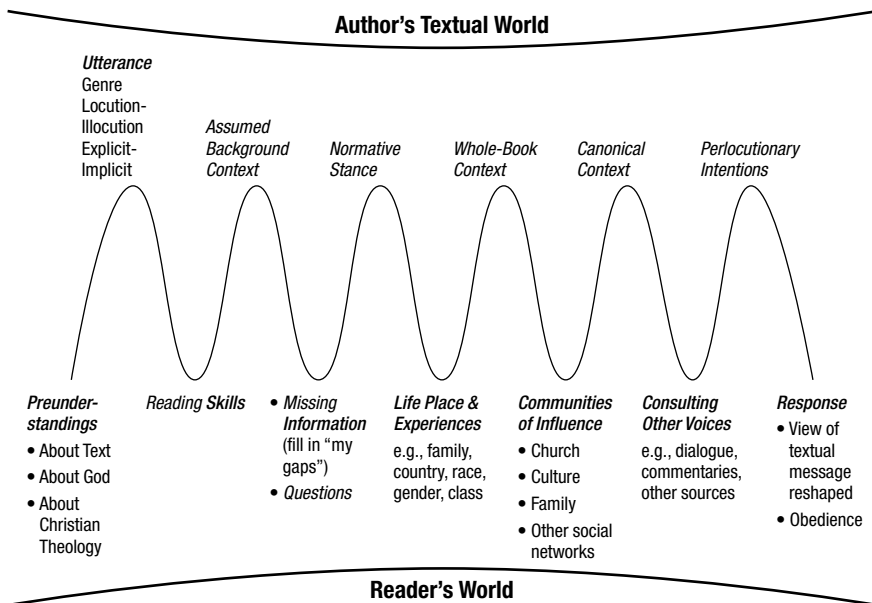 Author's Textual World
Utterance
Genre
Locution-
Illocution
Explicit-
Implicit
Assumed
Background
Context
Normative
Stance
Whole-Book
Context
Canonical
Context
Perlocutionary
Intentions
Preunder-
standings
• About Text
• About God
• About
Christian
Theology
Reading Skills
• Missing
Information
(fill in “my
gaps”)
• Questions
Life Place &
Experiences
e.g., family,
country, race,
gender, class
Communities
of Influence
• Church
• Culture
• Family
• Other social
networks
Consulting
Other Voices
e.g., dialogue,
commentaries,
other sources
Response
• View of
textual
message
reshaped
• Obedience
Reader's World